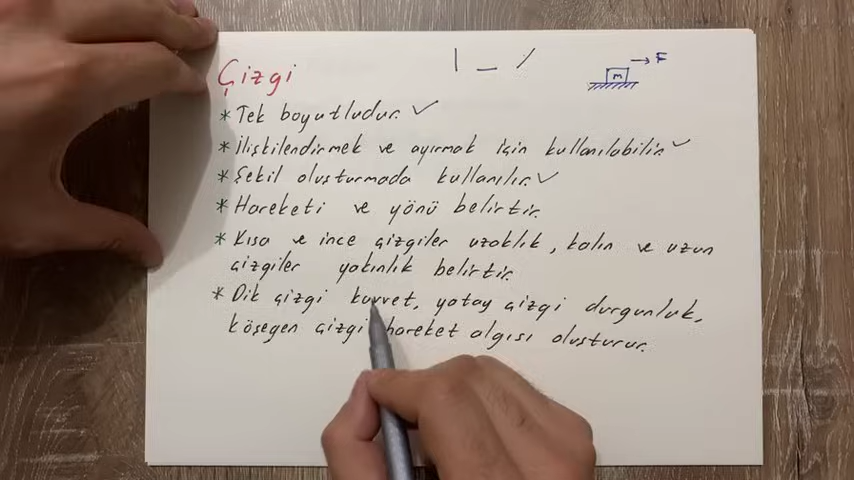 Çizgi
F
m
* Tek boyutludur. ✓
* İlişkilendirmek ve ayırmak için kullanılabilir. ✓
* Şekil oluşturmada kullanılır. ✓
* Hareketi ve yönü belirtir.
* Kısa ve ince çizgiler uzaklık, kalın ve uzun
çizgiler yakınlık belirtir.
* Dik çizgi kuvvet, yatay çizgi durgunluk,
köşegen çizgi hareket algısı oluşturur.